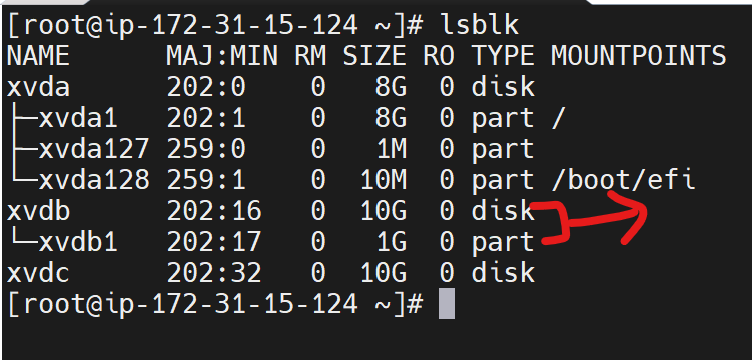 [root@ip-172-31-15-124 ~]# lsblk
NAME      MAJ:MIN RM  SIZE RO TYPE MOUNTPOINTS
xvda      202:0    0    8G  0 disk
├─xvda1   202:1    0    8G  0 part /
├─xvda127 259:0    0    1M  0 part
└─xvda128 259:1    0   10M  0 part /boot/efi
xvdb      202:16   0   10G  0 disk
└─xvdb1   202:17   0    1G  0 part
xvdc      202:32   0   10G  0 disk
[root@ip-172-31-15-124 ~]#